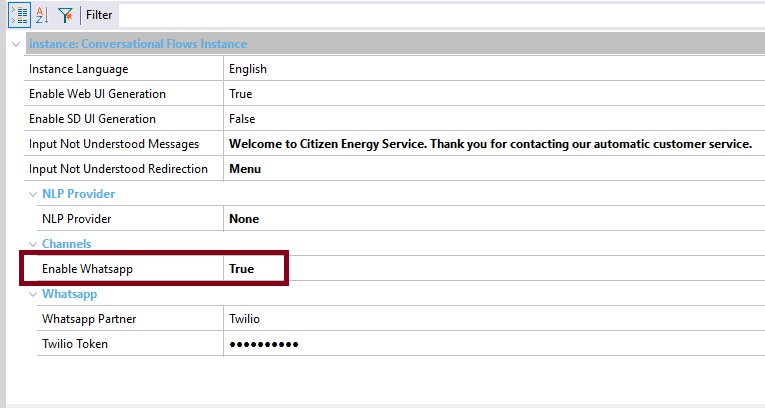 Filter
instance: Conversational Flows Instance
Instance Language English
Enable Web UI Generation True
Enable SD UI Generation False
Input Not Understood Messages Welcome to Citizen Energy Service. Thank you for contacting our automatic customer service.
Input Not Understood Redirection Menu
NLP Provider
NLP Provider None
Channels
Enable Whatsapp True
Whatsapp
Whatsapp Partner Twilio
Twilio Token ●●●●●●●●●●